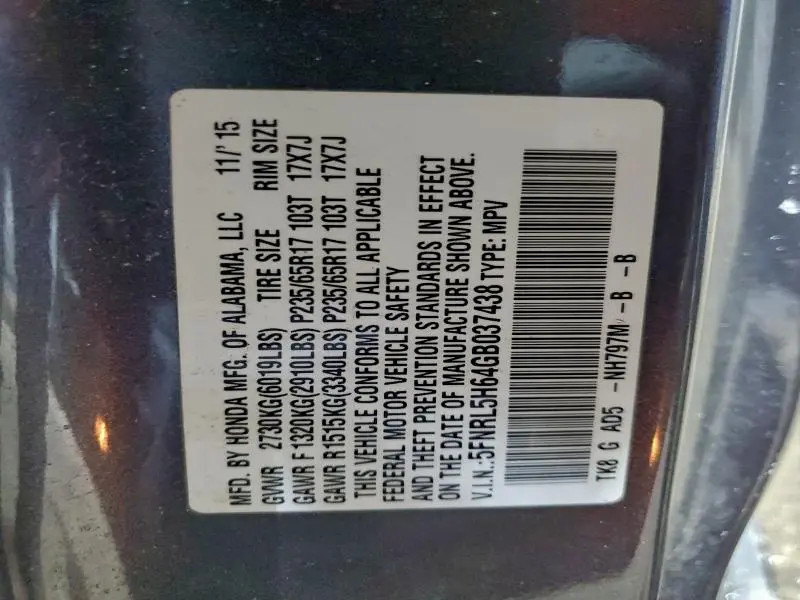 MFD. BY HONDA MFG. OF ALABAMA, LLC 11/'15
GVWR 2730KG(6019LBS) TIRE SIZE RIM SIZE
GAWR F 1320KG(2910LBS) P235/65R17 103T 17X7J
GAWR R1515KG(3340LBS) P235/65R17 103T 17X7J
THIS VEHICLE CONFORMS TO ALL APPLICABLE
FEDERAL MOTOR VEHICLE SAFETY
AND THEFT PREVENTION STANDARDS IN EFFECT
ON THE DATE OF MANUFACTURE SHOWN ABOVE.
V.I.N.:5FNRL5H64GB037438 TYPE: MPV
TK8 G AD5 -NH797M/ -B -B